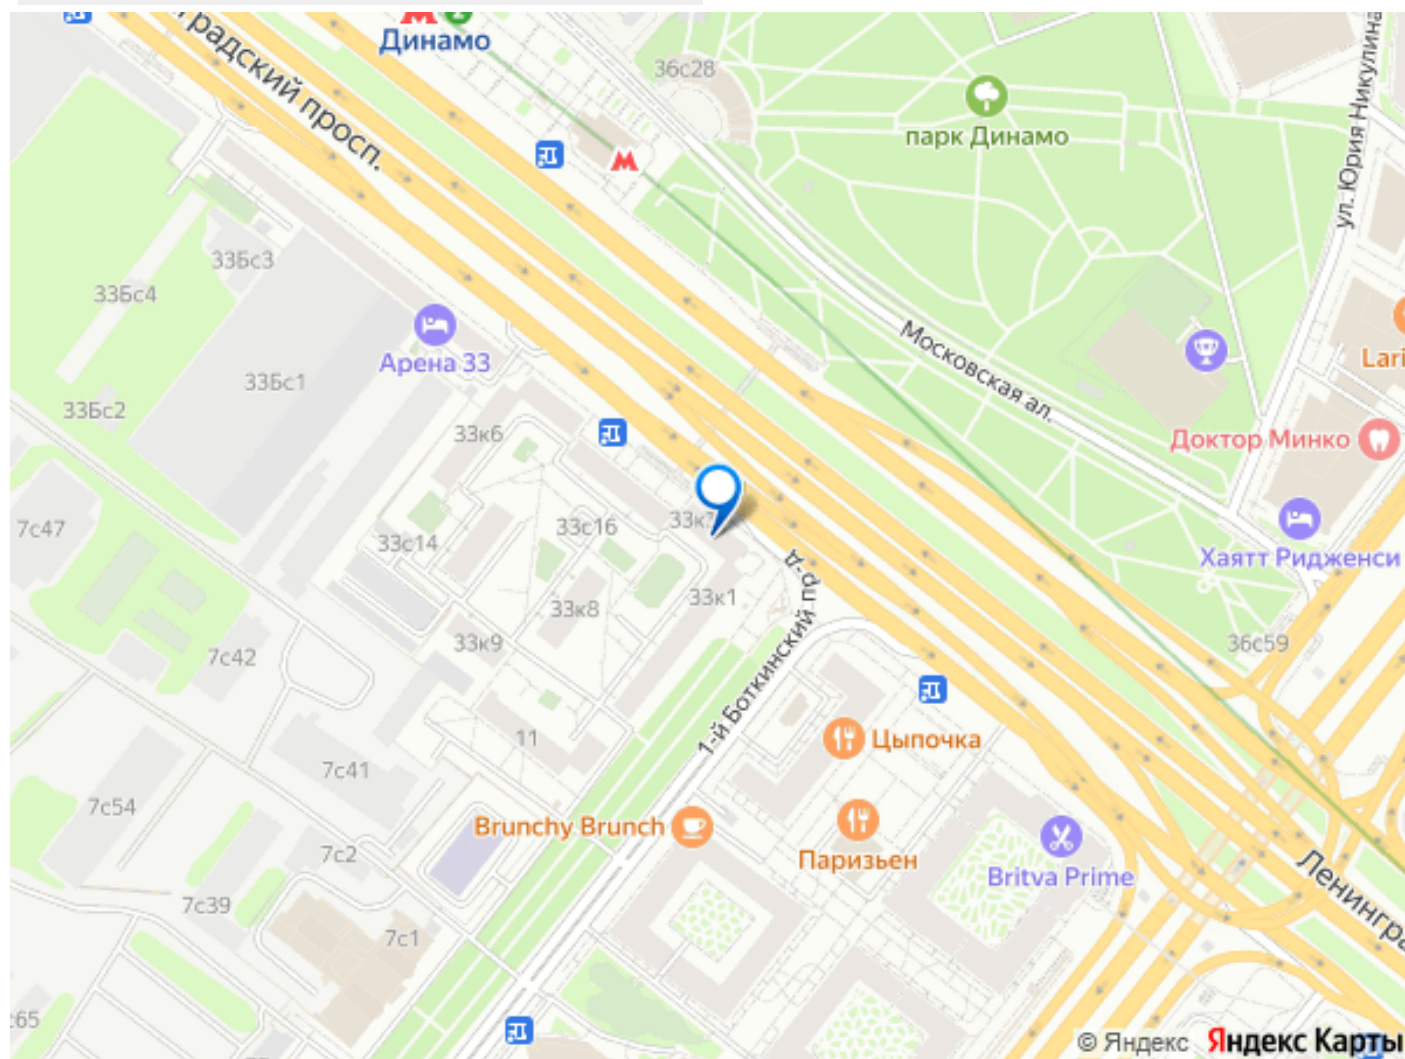 Динамо
градский просп.
36с28
парк Динамо
ул. Юрия Никулина
33Бс3
33Бс4
Арена 33
33Бс1
33Бс2
Московская ал.
Lari
Доктор Минко
33к6
7с47
33с14
33с16
33к
Хаятт Ридженси
33к8
33к1
1-й Боткинский пр-д
33к9
7с42
36с59
11
Цыпочка
7с41
7с54
Brunchy Brunch
Паризьен
Britva Prime
7с2
Ленингра
7с39
7с1
с65
© Яндекс Яндекс Карты